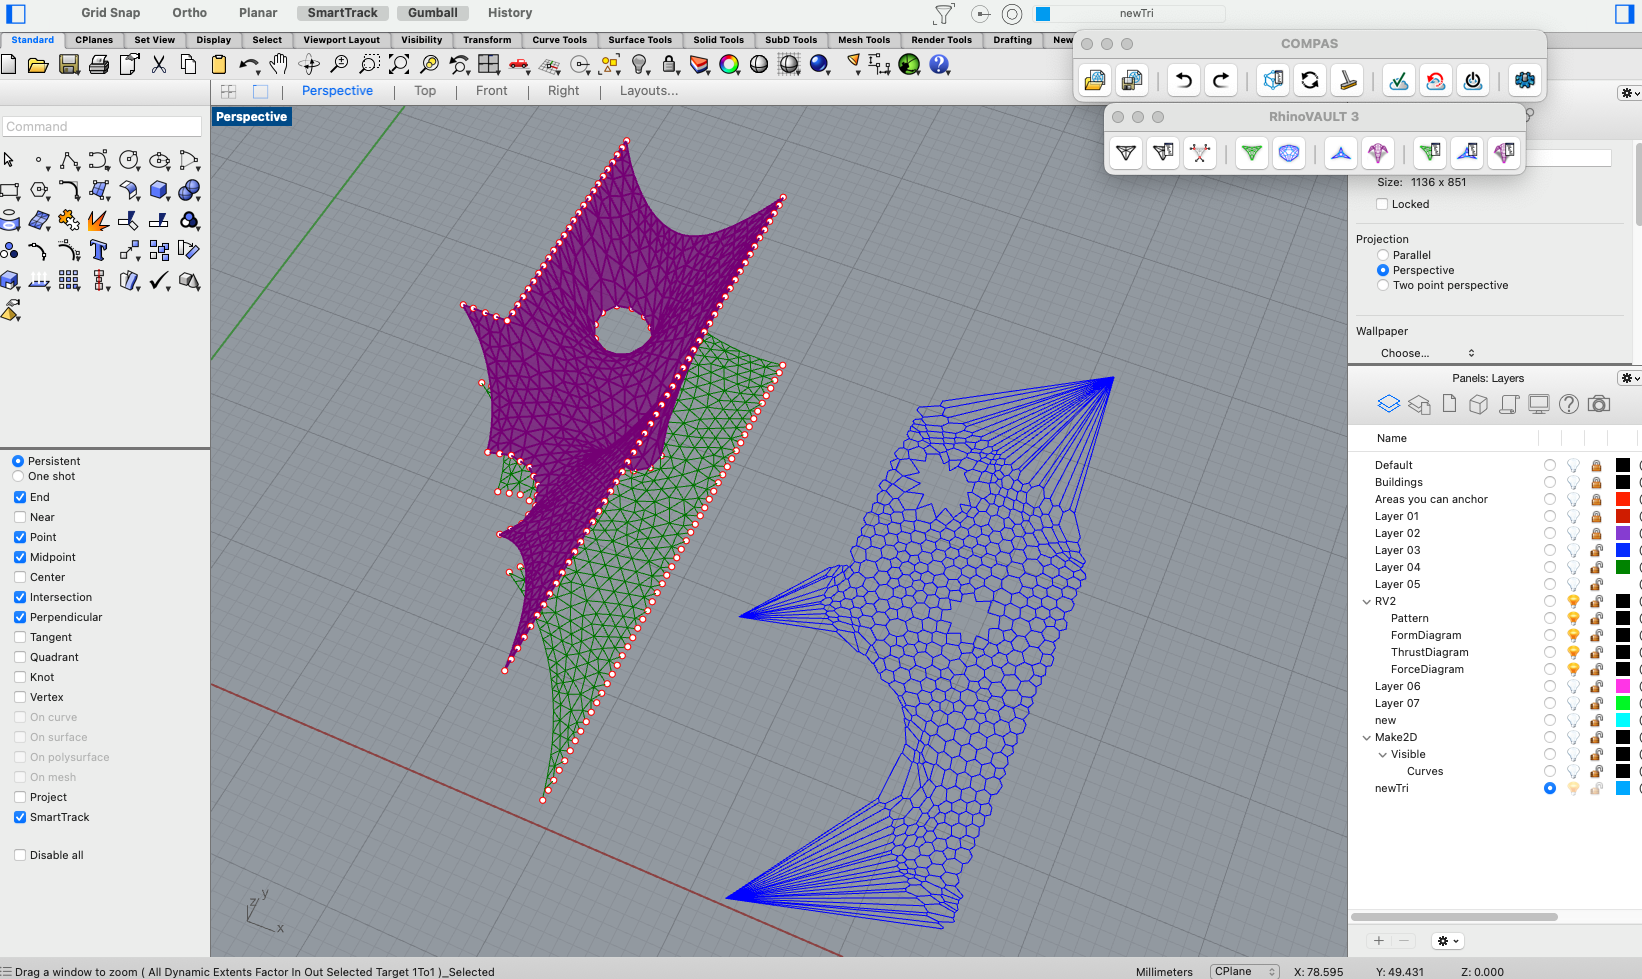 Grid Snap Ortho Planar SmartTrack Gumball History newTri
Standard CPlanes Set View Display Select Viewport Layout Visibility Transform Curve Tools Surface Tools Solid Tools SubD Tools Mesh Tools Render Tools Drafting New
COMPAS
RhinoVAULT 3
Perspective Top Front Right Layouts...
Perspective
Command
Size: 1136 x 851
Locked
Projection
Parallel
Perspective
Two point perspective
Wallpaper
Choose...
Panels: Layers
Name
Default
Buildings
Areas you can anchor
Layer 01
Layer 02
Layer 03
Layer 04
Layer 05
RV2
Pattern
FormDiagram
ThrustDiagram
ForceDiagram
Layer 06
Layer 07
new
Make2D
Visible
Curves
newTri
Persistent
One shot
End
Near
Point
Midpoint
Center
Intersection
Perpendicular
Tangent
Quadrant
Knot
Vertex
On curve
On surface
On polysurface
On mesh
Project
SmartTrack
Disable all
z y
x
Drag a window to zoom ( All Dynamic Extents Factor In Out Selected Target 1To1 )_Selected
Millimeters CPlane X: 78.595 Y: 49.431 Z: 0.000